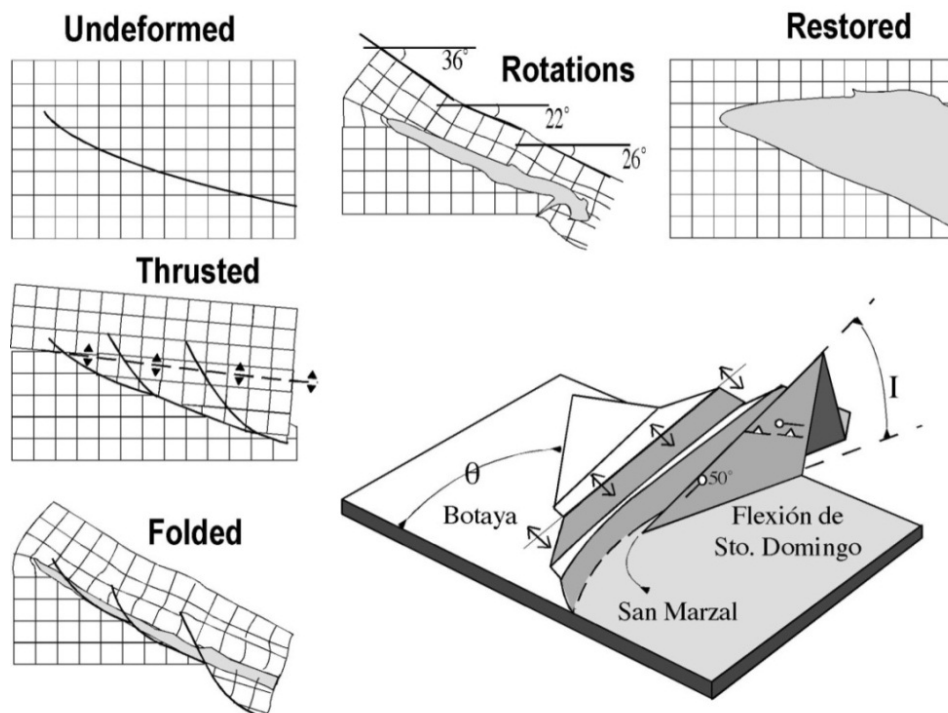 Undeformed
36°
Rotations
22°
26°
Restored
Thrusted
Folded
θ
Botaya
I
50°
Flexión de
Sto. Domingo
San Marzal